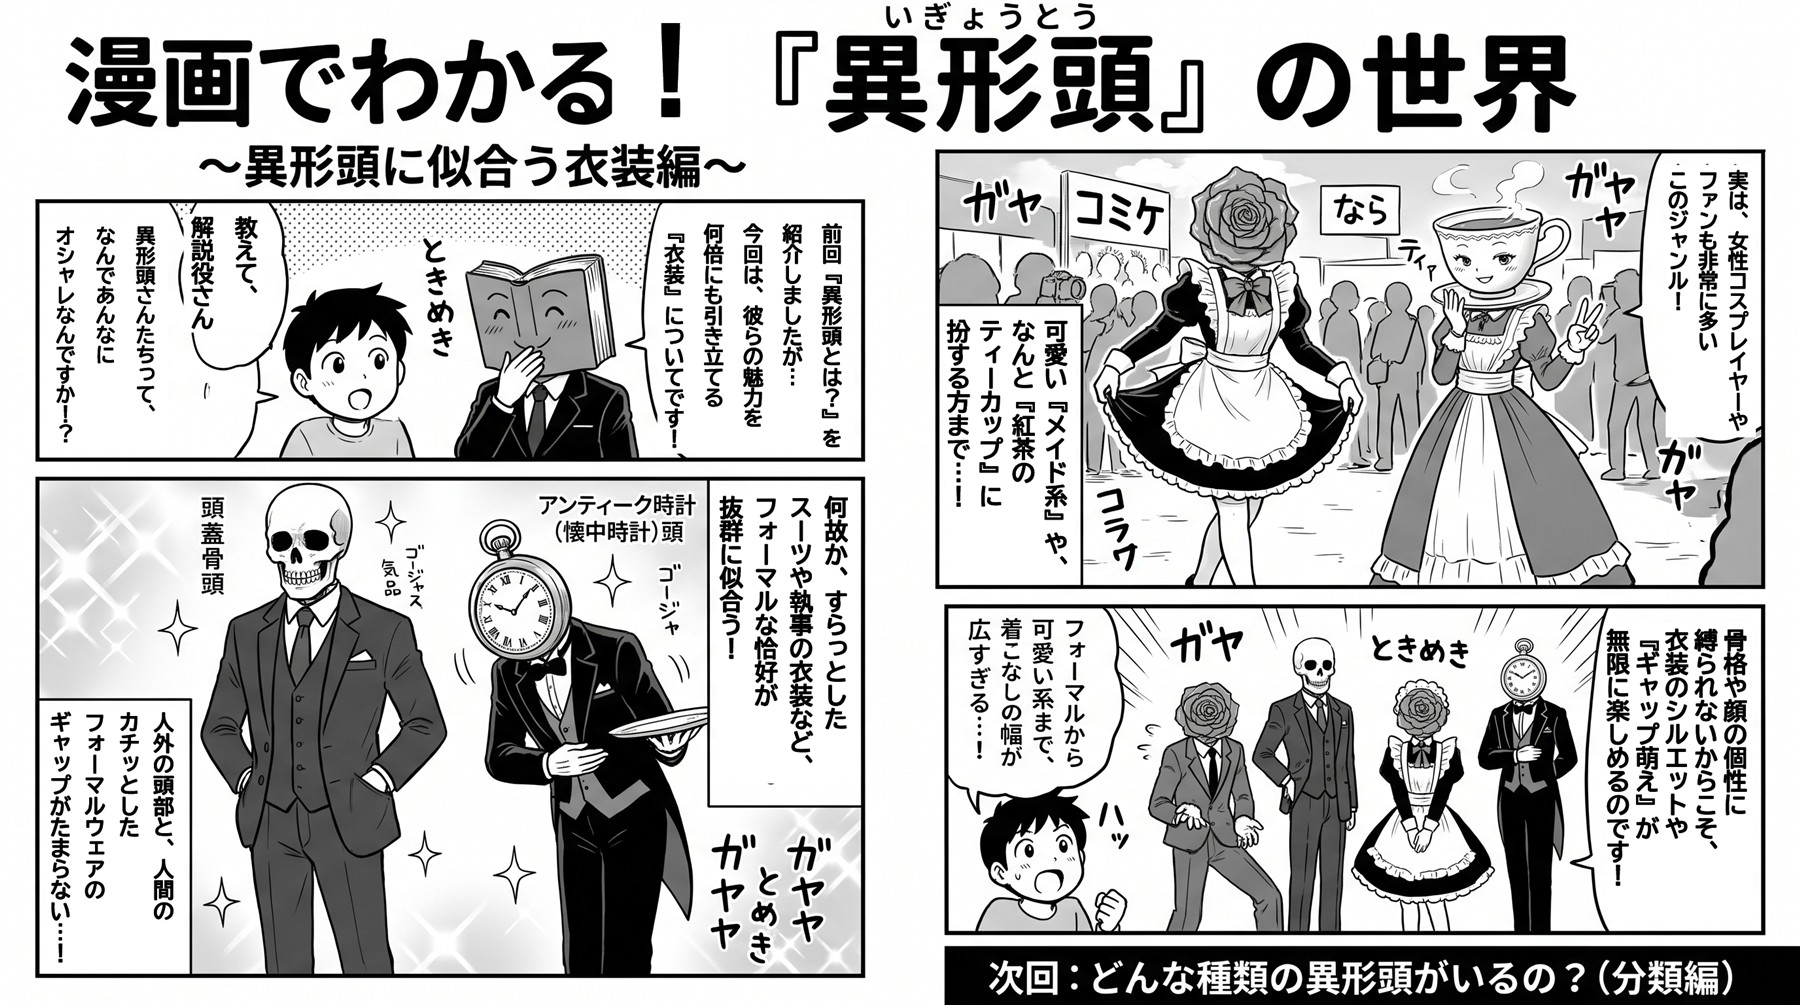 いぎょうとう
漫画でわかる！『異形頭』の世界
～異形頭に似合う衣装編～
前回『異形頭とは？』を
紹介しましたが…
今回は、彼らの魅力を
何倍にも引き立てる
『衣装』についてです！
ときめき
教えて、
解説役さん
異形頭さんたちって、
なんであんなに
オシャレなんですか！？
何故か、すらっとした
スーツや執事の衣装など、
フォーマルな恰好が
抜群に似合う！
アンティーク時計
（懐中時計）頭
ゴージャ
頭蓋骨頭
ゴージャス
気品
人外の頭部と、人間の
カチッとした
フォーマルウェアの
ギャップがたまらない…！
ガヤヤ
とめき
ガヤヤ
実は、女性コスプレイヤーや
ファンも非常に多い
このジャンル！
ガヤヤ
ガヤ
コミケ
なら
ティァ
可愛い『メイド系』や、
なんと『紅茶の
ティーカップ』に
扮する方まで…！
コラワ
ガヤ
骨格や顔の個性に
縛られないからこそ、
衣装のシルエットや
『ギャップ萌え』が
無限に楽しめるのです！
ときめき
ガヤ
フォーマルから
可愛い系まで、
着こなしの幅が
広すぎる…！
ハッ
次回：どんな種類の異形頭がいるの？（分類編）